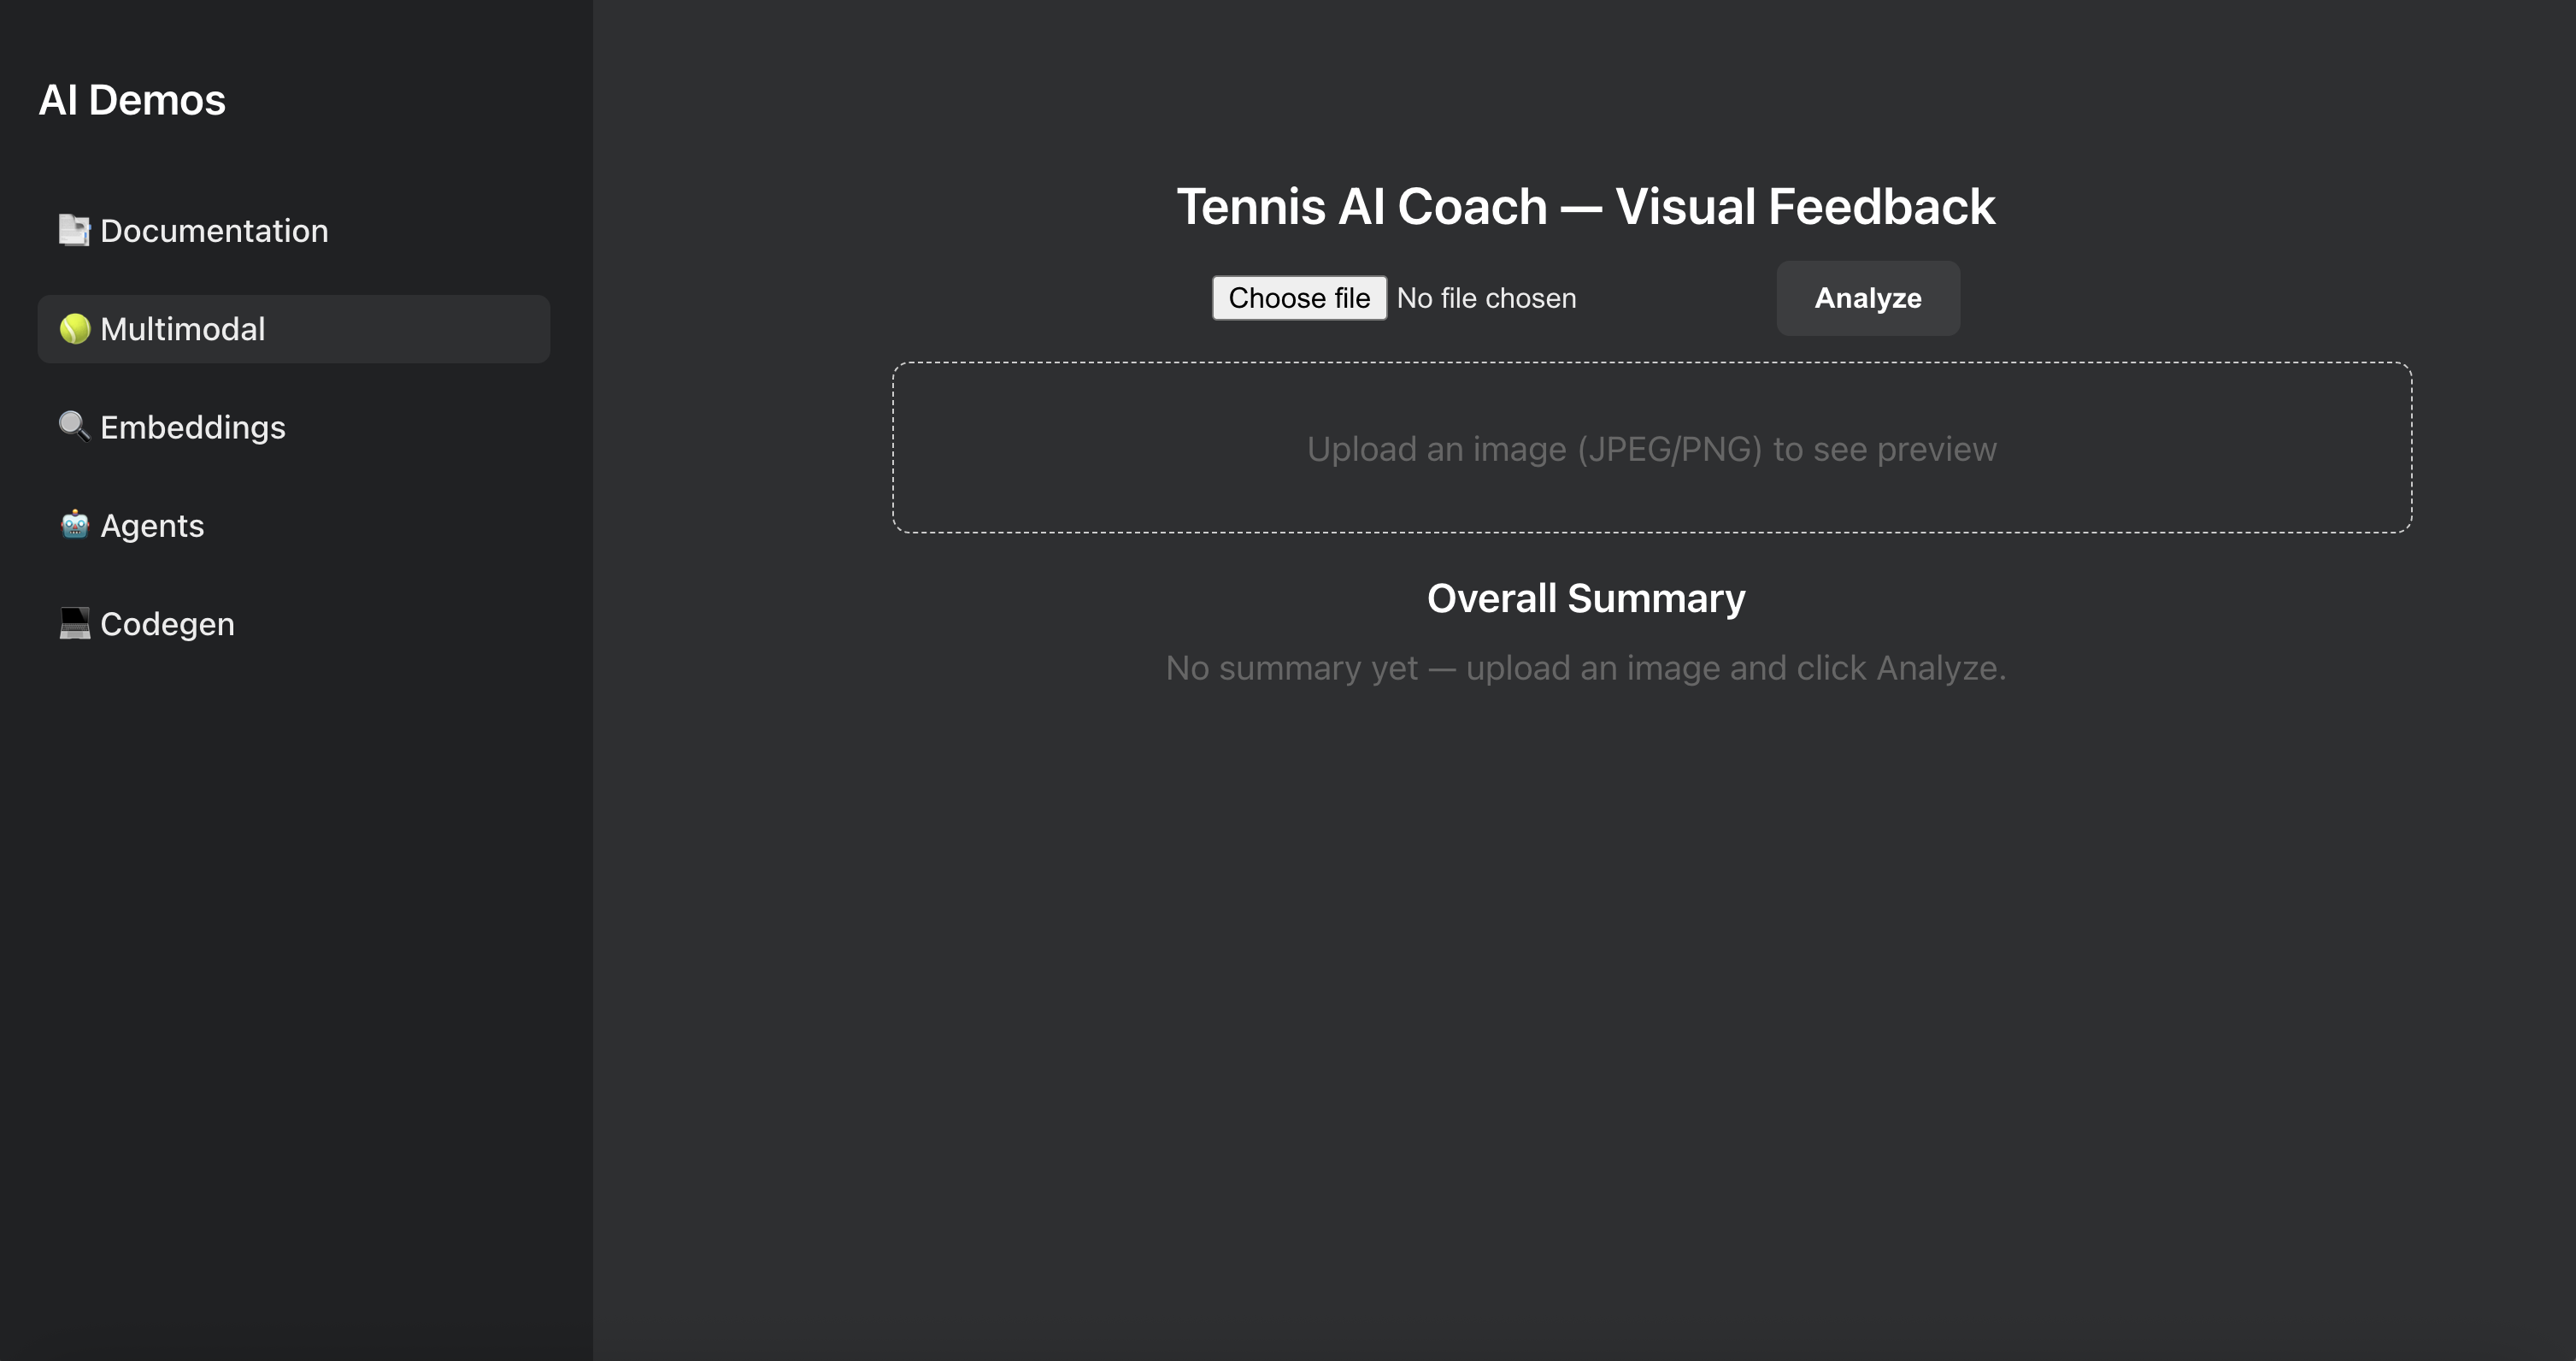 AI Demos
Documentation
Multimodal
Embeddings
Agents
Codegen
Tennis AI Coach — Visual Feedback
Choose file No file chosen Analyze
Upload an image (JPEG/PNG) to see preview
Overall Summary
No summary yet — upload an image and click Analyze.